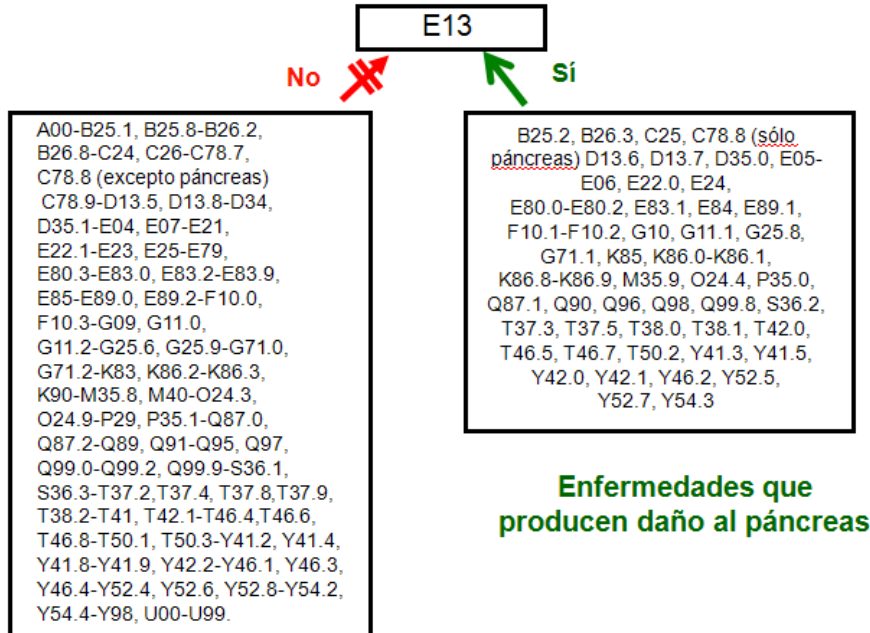 E13
No
Sí
A00-B25.1, B25.8-B26.2,
B26.8-C24, C26-C78.7,
C78.8 (excepto páncreas)
C78.9-D13.5, D13.8-D34,
D35.1-E04, E07-E21,
E22.1-E23, E25-E79,
E80.3-E83.0, E83.2-E83.9,
E85-E89.0, E89.2-F10.0,
F10.3-G09, G11.0,
G11.2-G25.6, G25.9-G71.0,
G71.2-K83, K86.2-K86.3,
K90-M35.8, M40-O24.3,
O24.9-P29, P35.1-Q87.0,
Q87.2-Q89, Q91-Q95, Q97,
Q99.0-Q99.2, Q99.9-S36.1,
S36.3-T37.2,T37.4, T37.8,T37.9,
T38.2-T41, T42.1-T46.4,T46.6,
T46.8-T50.1, T50.3-Y41.2, Y41.4,
Y41.8-Y41.9, Y42.2-Y46.1, Y46.3,
Y46.4-Y52.4, Y52.6, Y52.8-Y54.2,
Y54.4-Y98, U00-U99.
B25.2, B26.3, C25, C78.8 (sólo
páncreas) D13.6, D13.7, D35.0, E05-
E06, E22.0, E24,
E80.0-E80.2, E83.1, E84, E89.1,
F10.1-F10.2, G10, G11.1, G25.8,
G71.1, K85, K86.0-K86.1,
K86.8-K86.9, M35.9, O24.4, P35.0,
Q87.1, Q90, Q96, Q98, Q99.8, S36.2,
T37.3, T37.5, T38.0, T38.1, T42.0,
T46.5, T46.7, T50.2, Y41.3, Y41.5,
Y42.0, Y42.1, Y46.2, Y52.5,
Y52.7, Y54.3
Enfermedades que
producen daño al páncreas